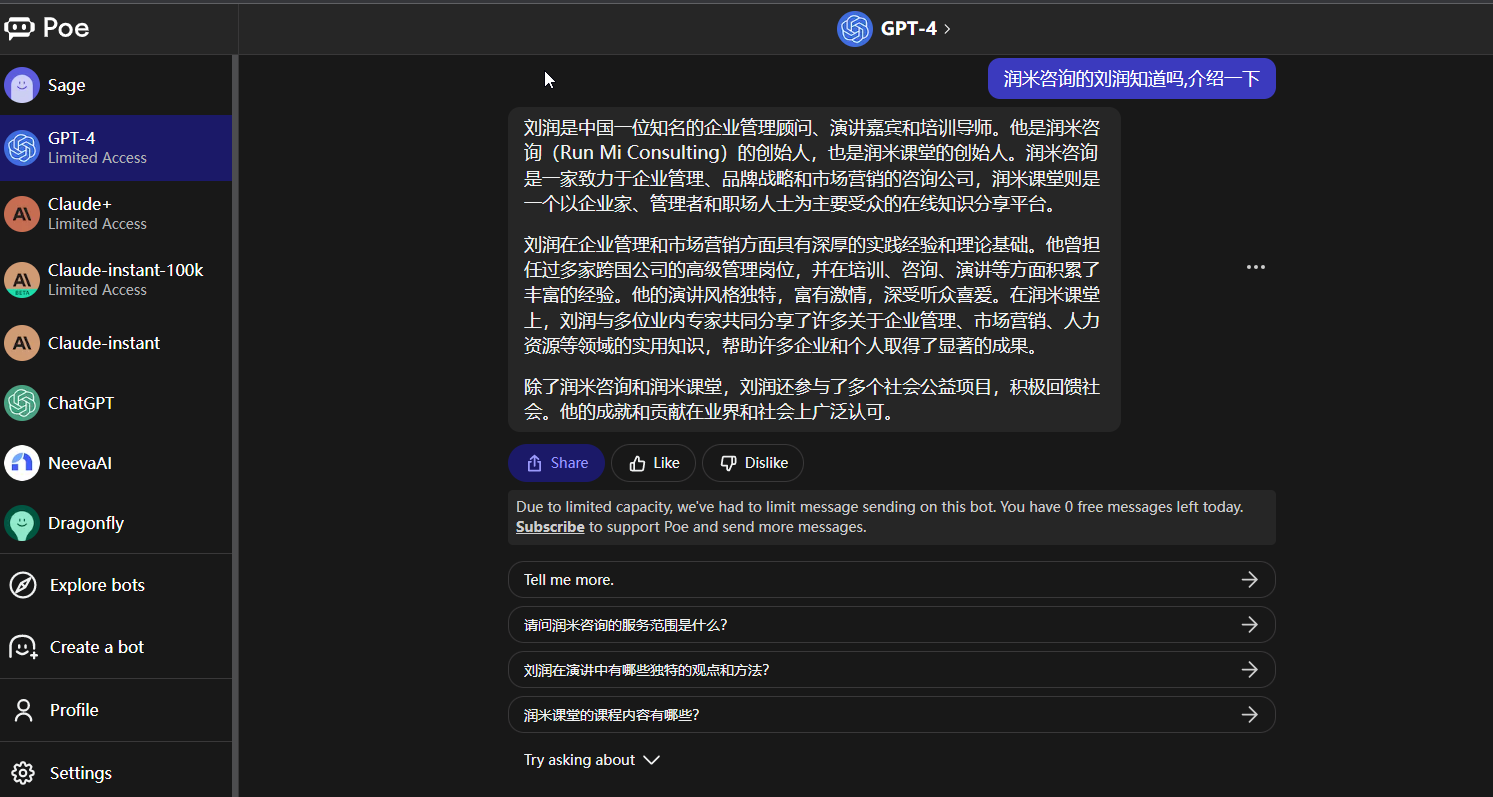 Poe
GPT-4
Sage
GPT-4
Limited Access
Claude+
Limited Access
Claude-instant-100k
Limited Access
Claude-instant
ChatGPT
NeevaAI
Dragonfly
Explore bots
Create a bot
Profile
Settings
润米咨询的刘润知道吗,介绍一下
刘润是中国一位知名的企业管理顾问、演讲嘉宾和培训导师。他是润米咨
询（Run Mi Consulting）的创始人，也是润米课堂的创始人。润米咨询
是一家致力于企业管理、品牌战略和市场营销的咨询公司，润米课堂则是
一个以企业家、管理者和职场人士为主要受众的在线知识分享平台。
刘润在企业管理和市场营销方面具有深厚的实践经验和理论基础。他曾担
任过多家跨国公司的高级管理岗位，并在培训、咨询、演讲等方面积累了
丰富的经验。他的演讲风格独特，富有激情，深受听众喜爱。在润米课堂
上，刘润与多位业内专家共同分享了许多关于企业管理、市场营销、人力
资源等领域的实用知识，帮助许多企业和个人取得了显著的成果。
除了润米咨询和润米课堂，刘润还参与了多个社会公益项目，积极回馈社
会。他的成就和贡献在业界和社会上广泛认可。
Share
Like
Dislike
Due to limited capacity, we've had to limit message sending on this bot. You have 0 free messages left today.
Subscribe to support Poe and send more messages.
Tell me more.
请问润米咨询的服务范围是什么?
刘润在演讲中有哪些独特的观点和方法?
润米课堂的课程内容有哪些?
Try asking about